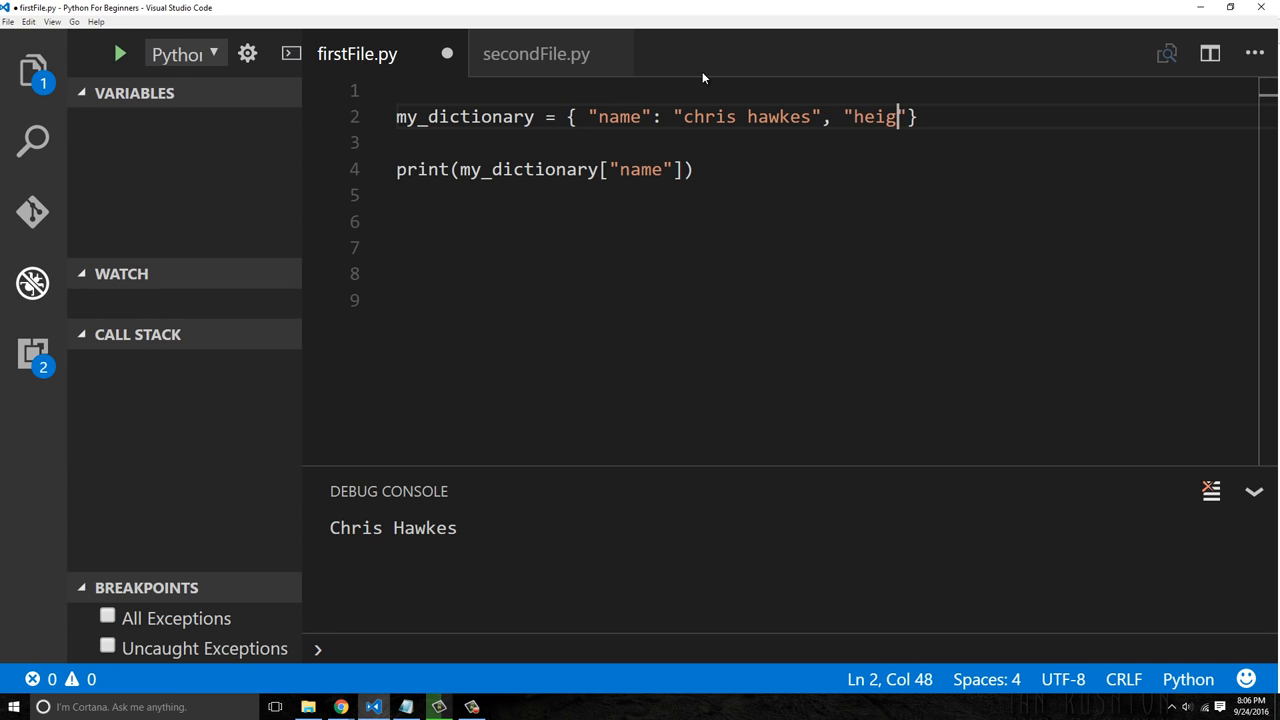 ● firstFile.py - Python For Beginners - Visual Studio Code
File Edit View Go Help
Python
firstFile.py
secondFile.py
1
VARIABLES
1
2 my_dictionary = { "name": "chris hawkes", "heig"}
3
4 print(my_dictionary["name"])
5
6
7
8
9
WATCH
CALL STACK
2
DEBUG CONSOLE
Chris Hawkes
BREAKPOINTS
All Exceptions
Uncaught Exceptions
0 0
Ln 2, Col 48 Spaces: 4 UTF-8 CRLF Python
I'm Cortana. Ask me anything.
8:06 PM
9/24/2016